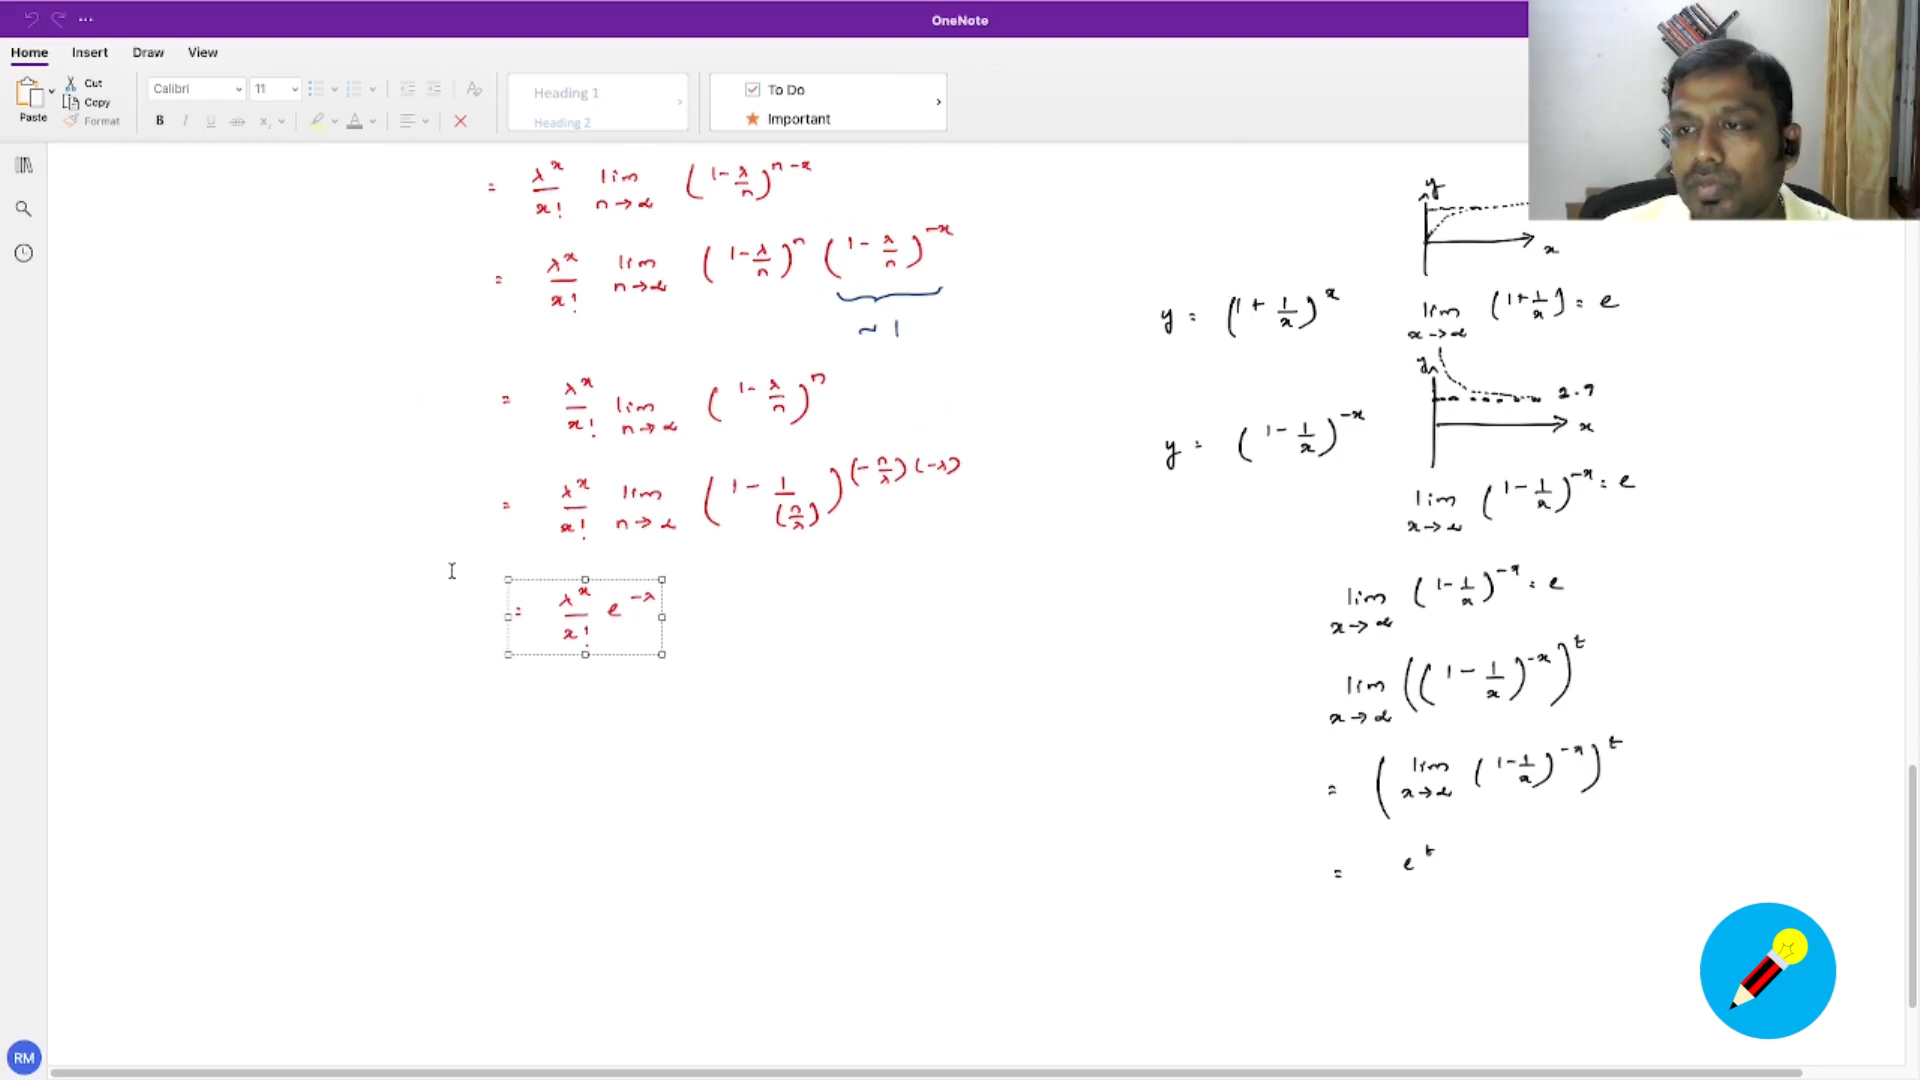 OneNote
Home Insert Draw View
Paste
Cut
Copy
Format
Calibri 11
B I U ab x₂ A
Heading 1
Heading 2
To Do
Important
= λ^x/x! lim n→∞ (1-λ/n)^(n-x)
= λ^x/x! lim n→∞ (1-λ/n)^n (1-λ/n)^(-x)
~ 1
= λ^x/x! lim n→∞ (1-λ/n)^n
= λ^x/x! lim n→∞ (1 - 1/(n/λ))^((-n/λ)(-λ))
= λ^x/x! e^(-λ)
y
x
y = (1 + 1/x)^x
lim x→∞ (1+1/x) = e
y
2.7
x
y = (1 - 1/x)^(-x)
lim x→∞ (1 - 1/x)^(-x) = e
lim x→∞ (1 - 1/x)^(-x) = e
lim x→∞ ((1 - 1/x)^(-x))^t
= (lim x→∞ (1 - 1/x)^(-x))^t
= e^t
RM